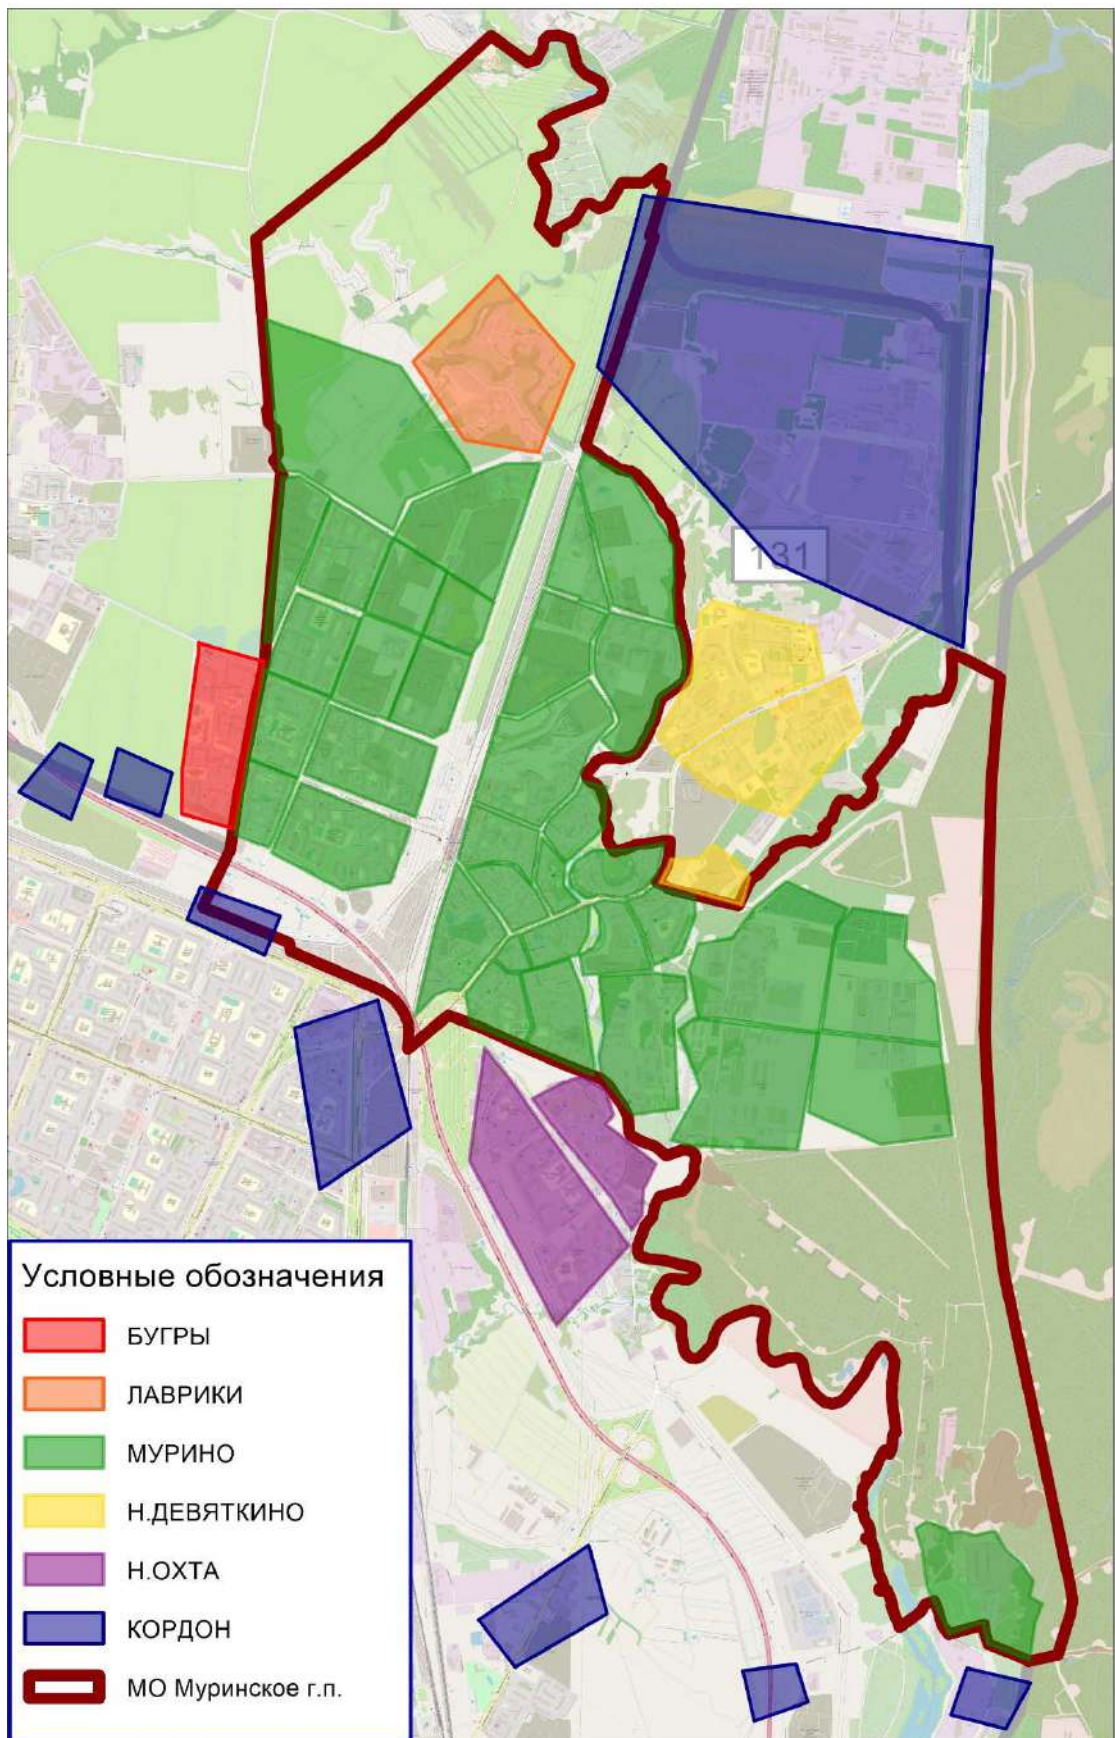 131
Условные обозначения
БУГРЫ
ЛАВРИКИ
МУРИНО
Н.ДЕВЯТКИНО
Н.ОХТА
КОРДОН
МО Муринское г.п.